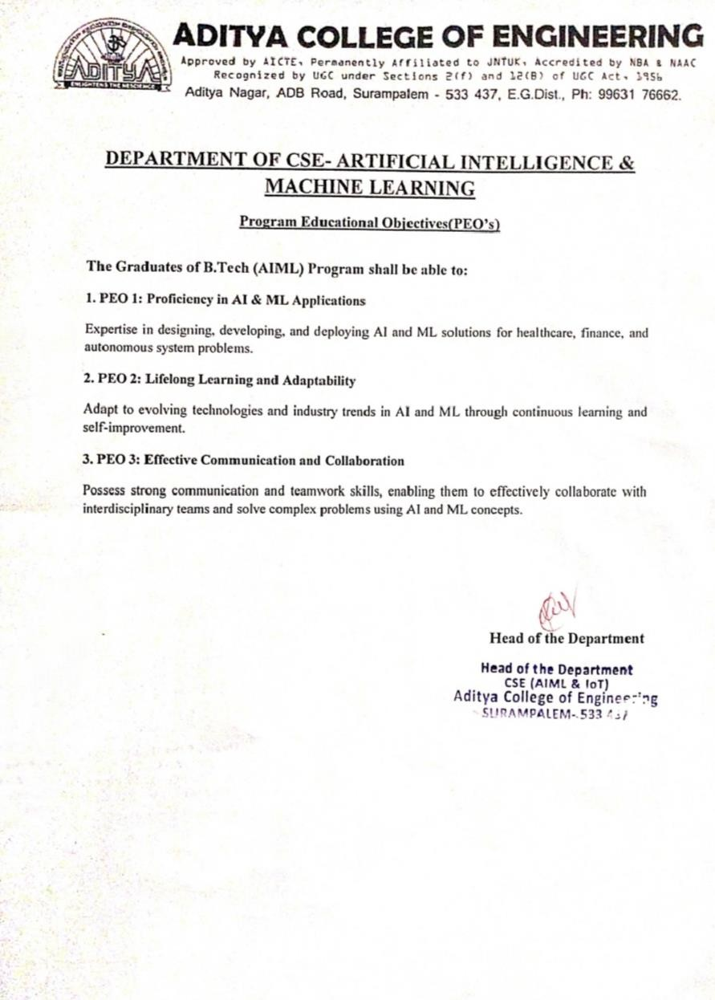 ADITYA
ENLIGHTENS THE NESCIENCE
ADITYA COLLEGE OF ENGINEERING
Approved by AICTE, Permanently Affiliated to JNTUK, Accredited by NBA & NAAC
Recognized by UGC under Sections 2(f) and 12(B) of UGC Act, 1956
Aditya Nagar, ADB Road, Surampalem - 533 437, E.G.Dist., Ph: 99631 76662.
DEPARTMENT OF CSE- ARTIFICIAL INTELLIGENCE &
MACHINE LEARNING
Program Educational Objectives(PEO's)
The Graduates of B.Tech (AIML) Program shall be able to:
1. PEO 1: Proficiency in AI & ML Applications
Expertise in designing, developing, and deploying AI and ML solutions for healthcare, finance, and
autonomous system problems.
2. PEO 2: Lifelong Learning and Adaptability
Adapt to evolving technologies and industry trends in AI and ML through continuous learning and
self-improvement.
3. PEO 3: Effective Communication and Collaboration
Possess strong communication and teamwork skills, enabling them to effectively collaborate with
interdisciplinary teams and solve complex problems using AI and ML concepts.
Head of the Department
Head of the Department
CSE (AIML & IoT)
Aditya College of Engineering
SURAMPALEM- 533 437